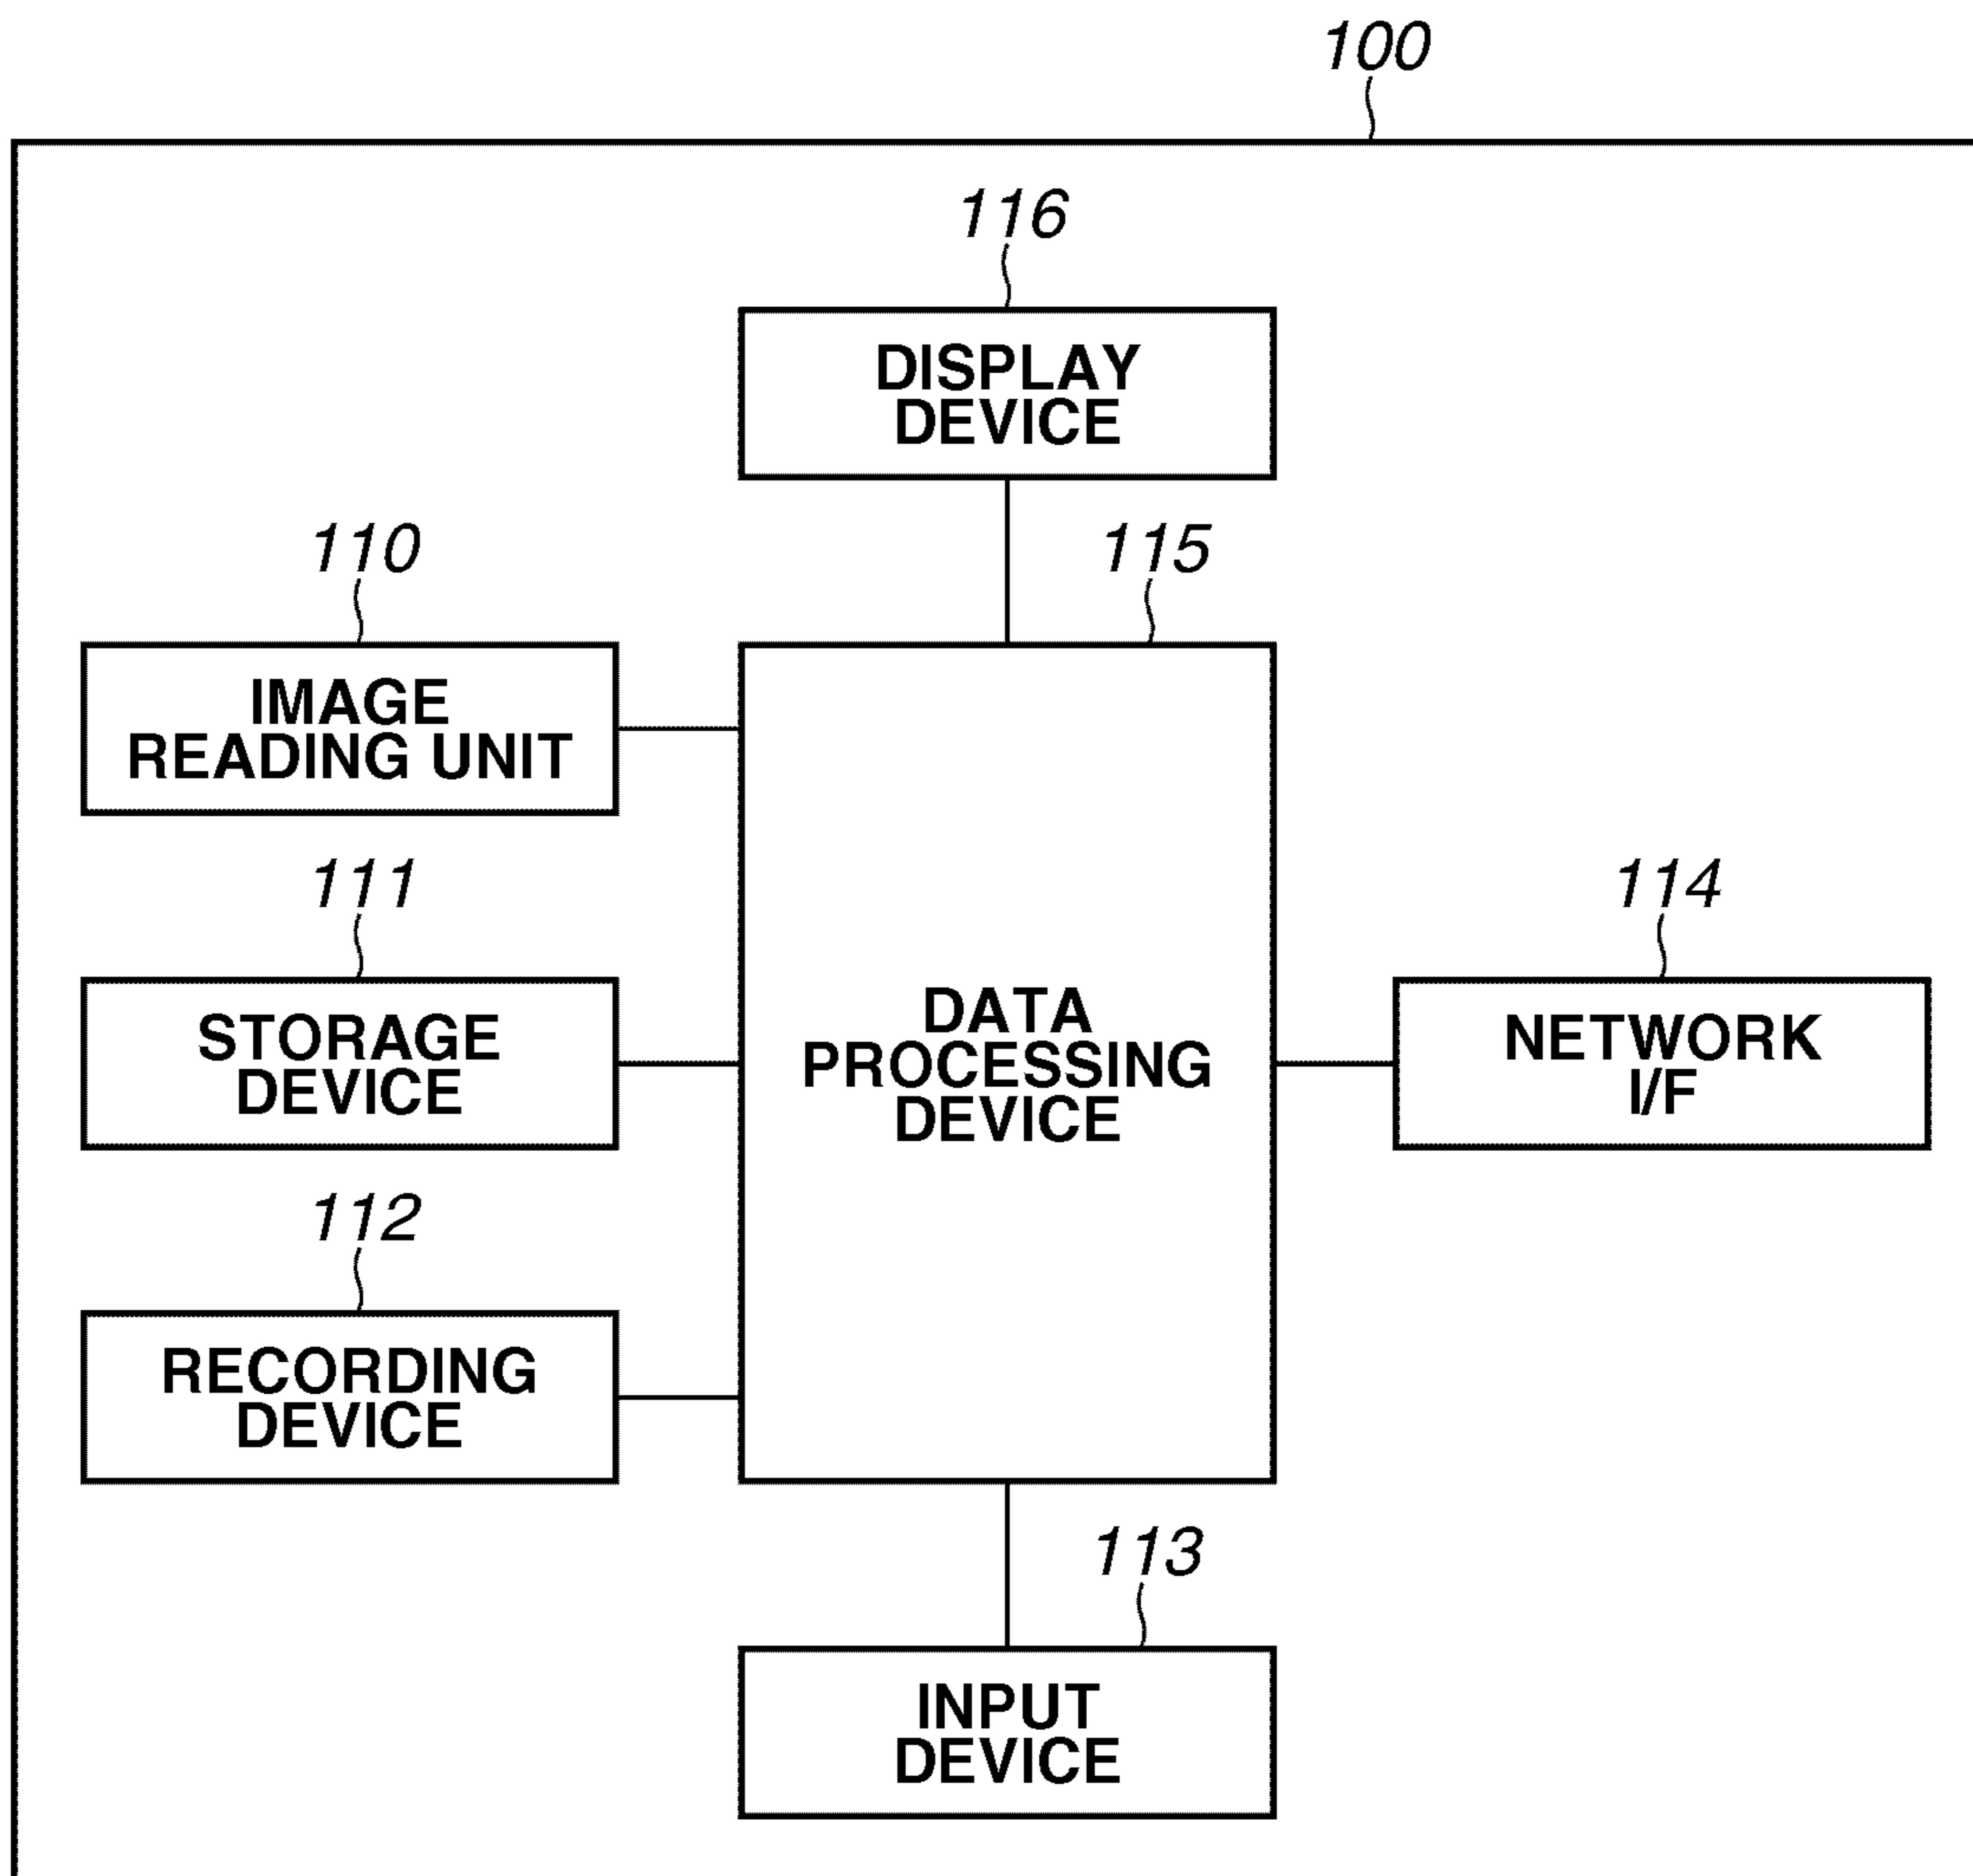 100
116
DISPLAY
DEVICE
110
IMAGE
READING UNIT
115
DATA
PROCESSING
DEVICE
111
STORAGE
DEVICE
114
NETWORK
I/F
112
RECORDING
DEVICE
113
INPUT
DEVICE